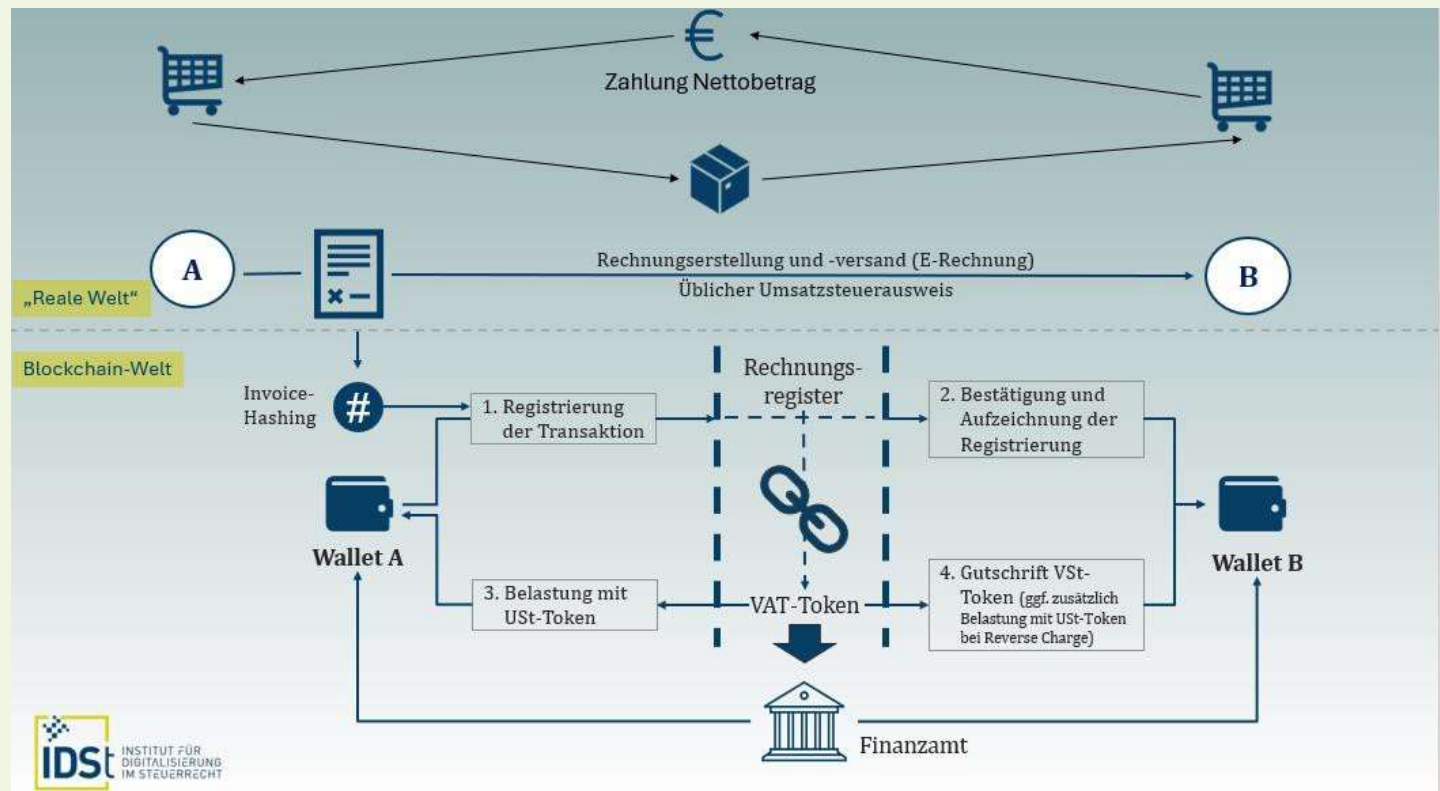 €
Zahlung Nettobetrag
A
Rechnungserstellung und -versand (E-Rechnung)
Üblicher Umsatzsteuerausweis
B
„Reale Welt“
Blockchain-Welt
Invoice-
Hashing
#
1. Registrierung
der Transaktion
Rechnungs-
register
2. Bestätigung und
Aufzeichnung der
Registrierung
Wallet A
Wallet B
3. Belastung mit
USt-Token
VAT-Token
4. Gutschrift VSt-
Token (ggf. zusätzlich
Belastung mit USt-Token
bei Reverse Charge)
Finanzamt
IDSt
INSTITUT FÜR
DIGITALISIERUNG
IM STEUERRECHT